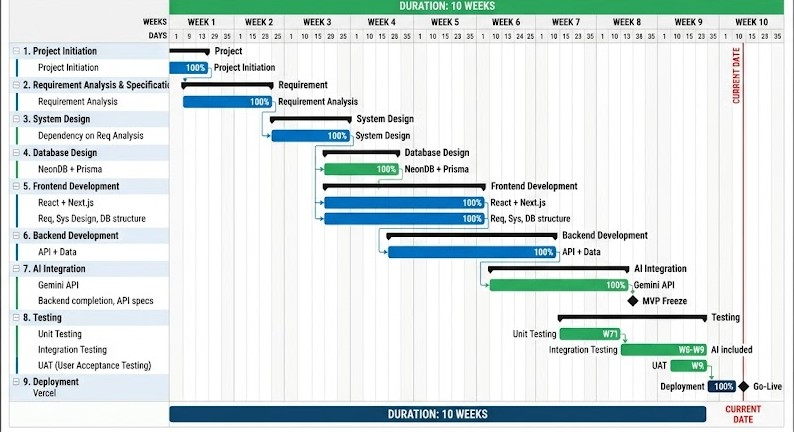 DURATION: 10 WEEKS
WEEKS WEEK 1 WEEK 2 WEEK 3 WEEK 4 WEEK 5 WEEK 6 WEEK 7 WEEK 8 WEEK 9 WEEK 10
DAYS
CURRENT DATE
1. Project Initiation Project
Project Initiation 100% Project Initiation
2. Requirement Analysis & Specificatio Requirement
Requirement Analysis 100% Requirement Analysis
3. System Design System Design
Dependency on Req Analysis 100% System Design
4. Database Design Database Design
NeonDB + Prisma 100% NeonDB + Prisma
5. Frontend Development Frontend Development
React + Next.js 100% React + Next.js
Req, Sys Design, DB structure 100% Req, Sys, DB structure
6. Backend Development Backend Development
API + Data 100% API + Data
7. AI Integration AI Integration
Gemini API 100% Gemini API
Backend completion, API specs MVP Freeze
8. Testing Testing
Unit Testing Unit Testing W71
Integration Testing Integration Testing W6-W9 AI included
UAT (User Acceptance Testing) UAT W9
9. Deployment Deployment 100% Go-Live
Vercel
DURATION: 10 WEEKS
CURRENT
DATE